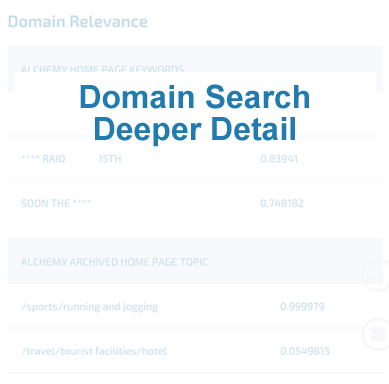 Domain Relevance
ALCHEMY HOME PAGE KEYWORDS
Domain Search
Deeper Detail
**** RAID 15TH 0.83941
SOON THE **** 0.748182
ALCHEMY ARCHIVED HOME PAGE TOPIC
/sports/running and jogging 0.999979
/travel/tourist facilities/hotel 0.0549815